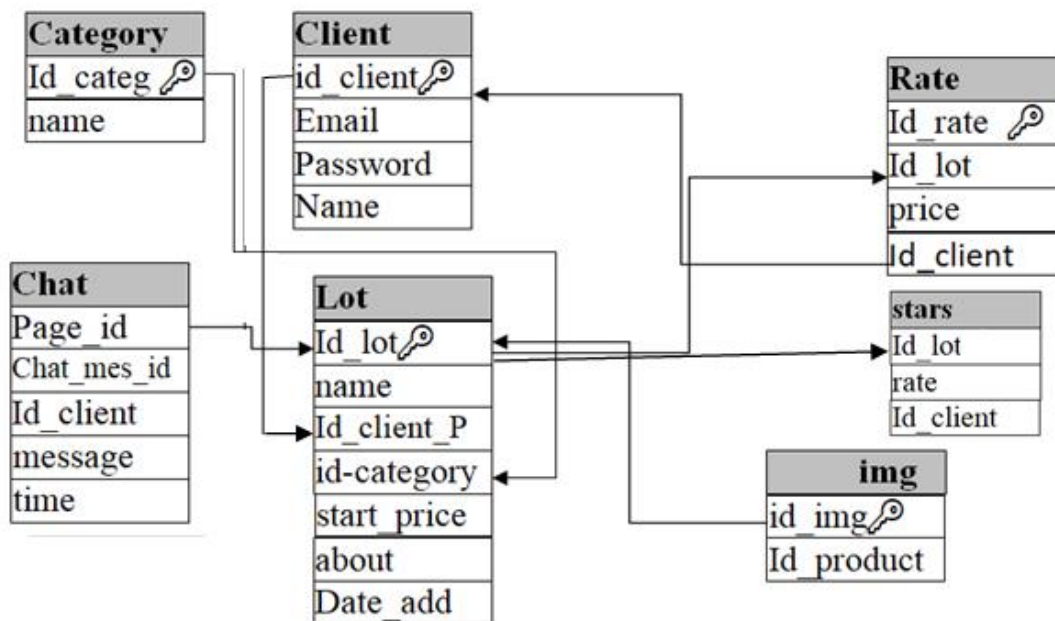 Category
Id_categ
name
Client
id_client
Email
Password
Name
Rate
Id_rate
Id_lot
price
Id_client
Chat
Page_id
Chat_mes_id
Id_client
message
time
Lot
Id_lot
name
Id_client_P
id-category
start_price
about
Date_add
stars
Id_lot
rate
Id_client
img
id_img
Id_product